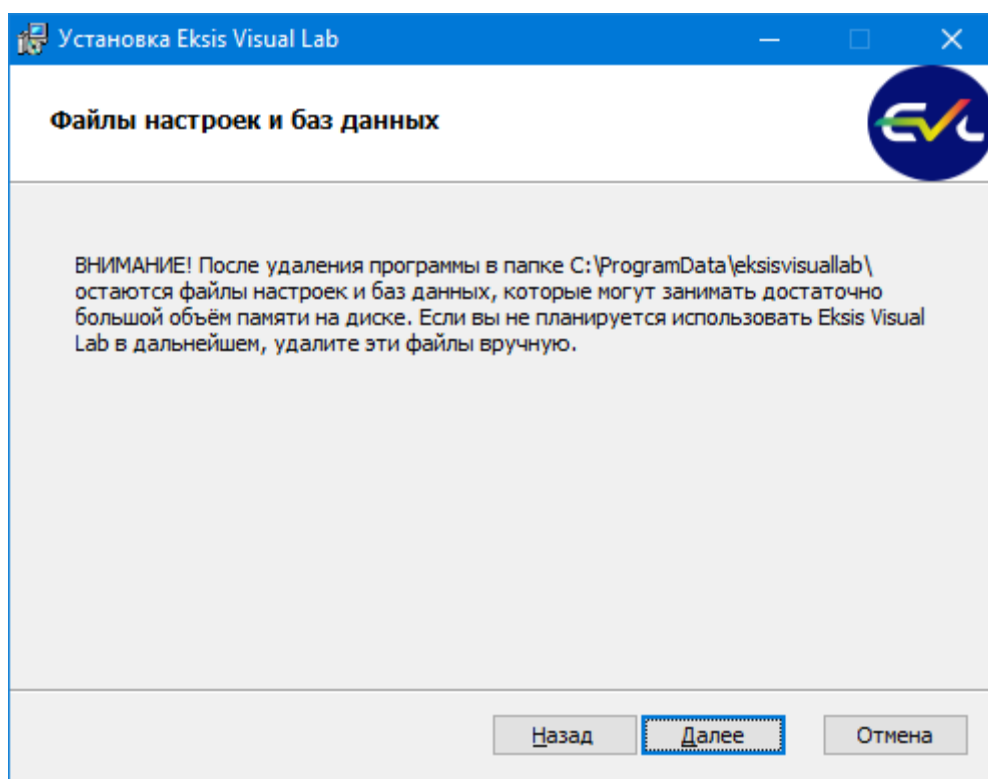 Установка Eksis Visual Lab
Файлы настроек и баз данных
EVL
ВНИМАНИЕ! После удаления программы в папке C:\ProgramData\eksisvisuallab\
остаются файлы настроек и баз данных, которые могут занимать достаточно
большой объём памяти на диске. Если вы не планируется использовать Eksis Visual
Lab в дальнейшем, удалите эти файлы вручную.
Назад Далее Отмена